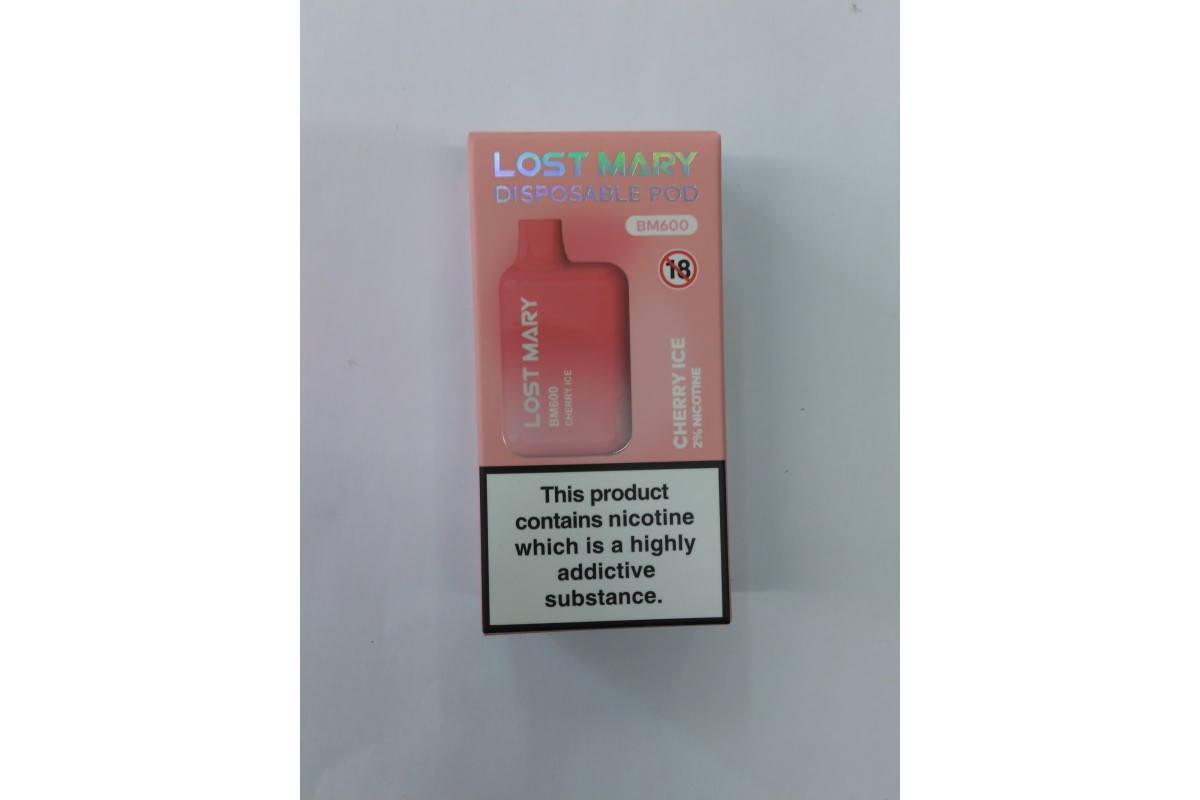 LOST MARY
DISPOSABLE POD
BM600
18
LOST MARY
BM600
CHERRY ICE
CHERRY ICE
2% NICOTINE
This product
contains nicotine
which is a highly
addictive
substance.